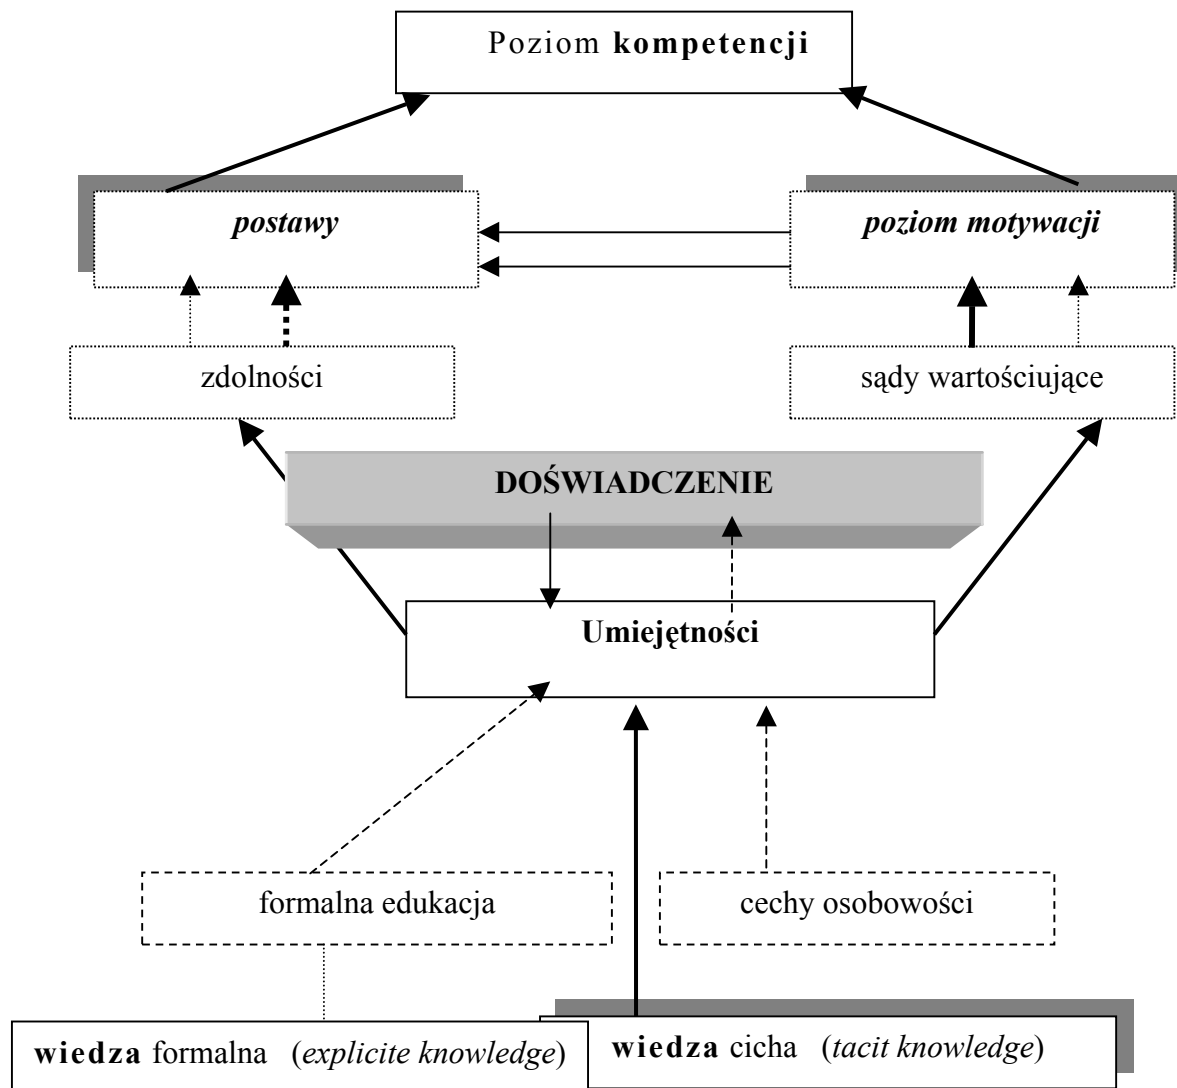 Poziom kompetencji
postawy
poziom motywacji
zdolności
sądy wartościujące
DOŚWIADCZENIE
Umiejętności
formalna edukacja
cechy osobowości
wiedza formalna (explicite knowledge)
wiedza cicha (tacit knowledge)